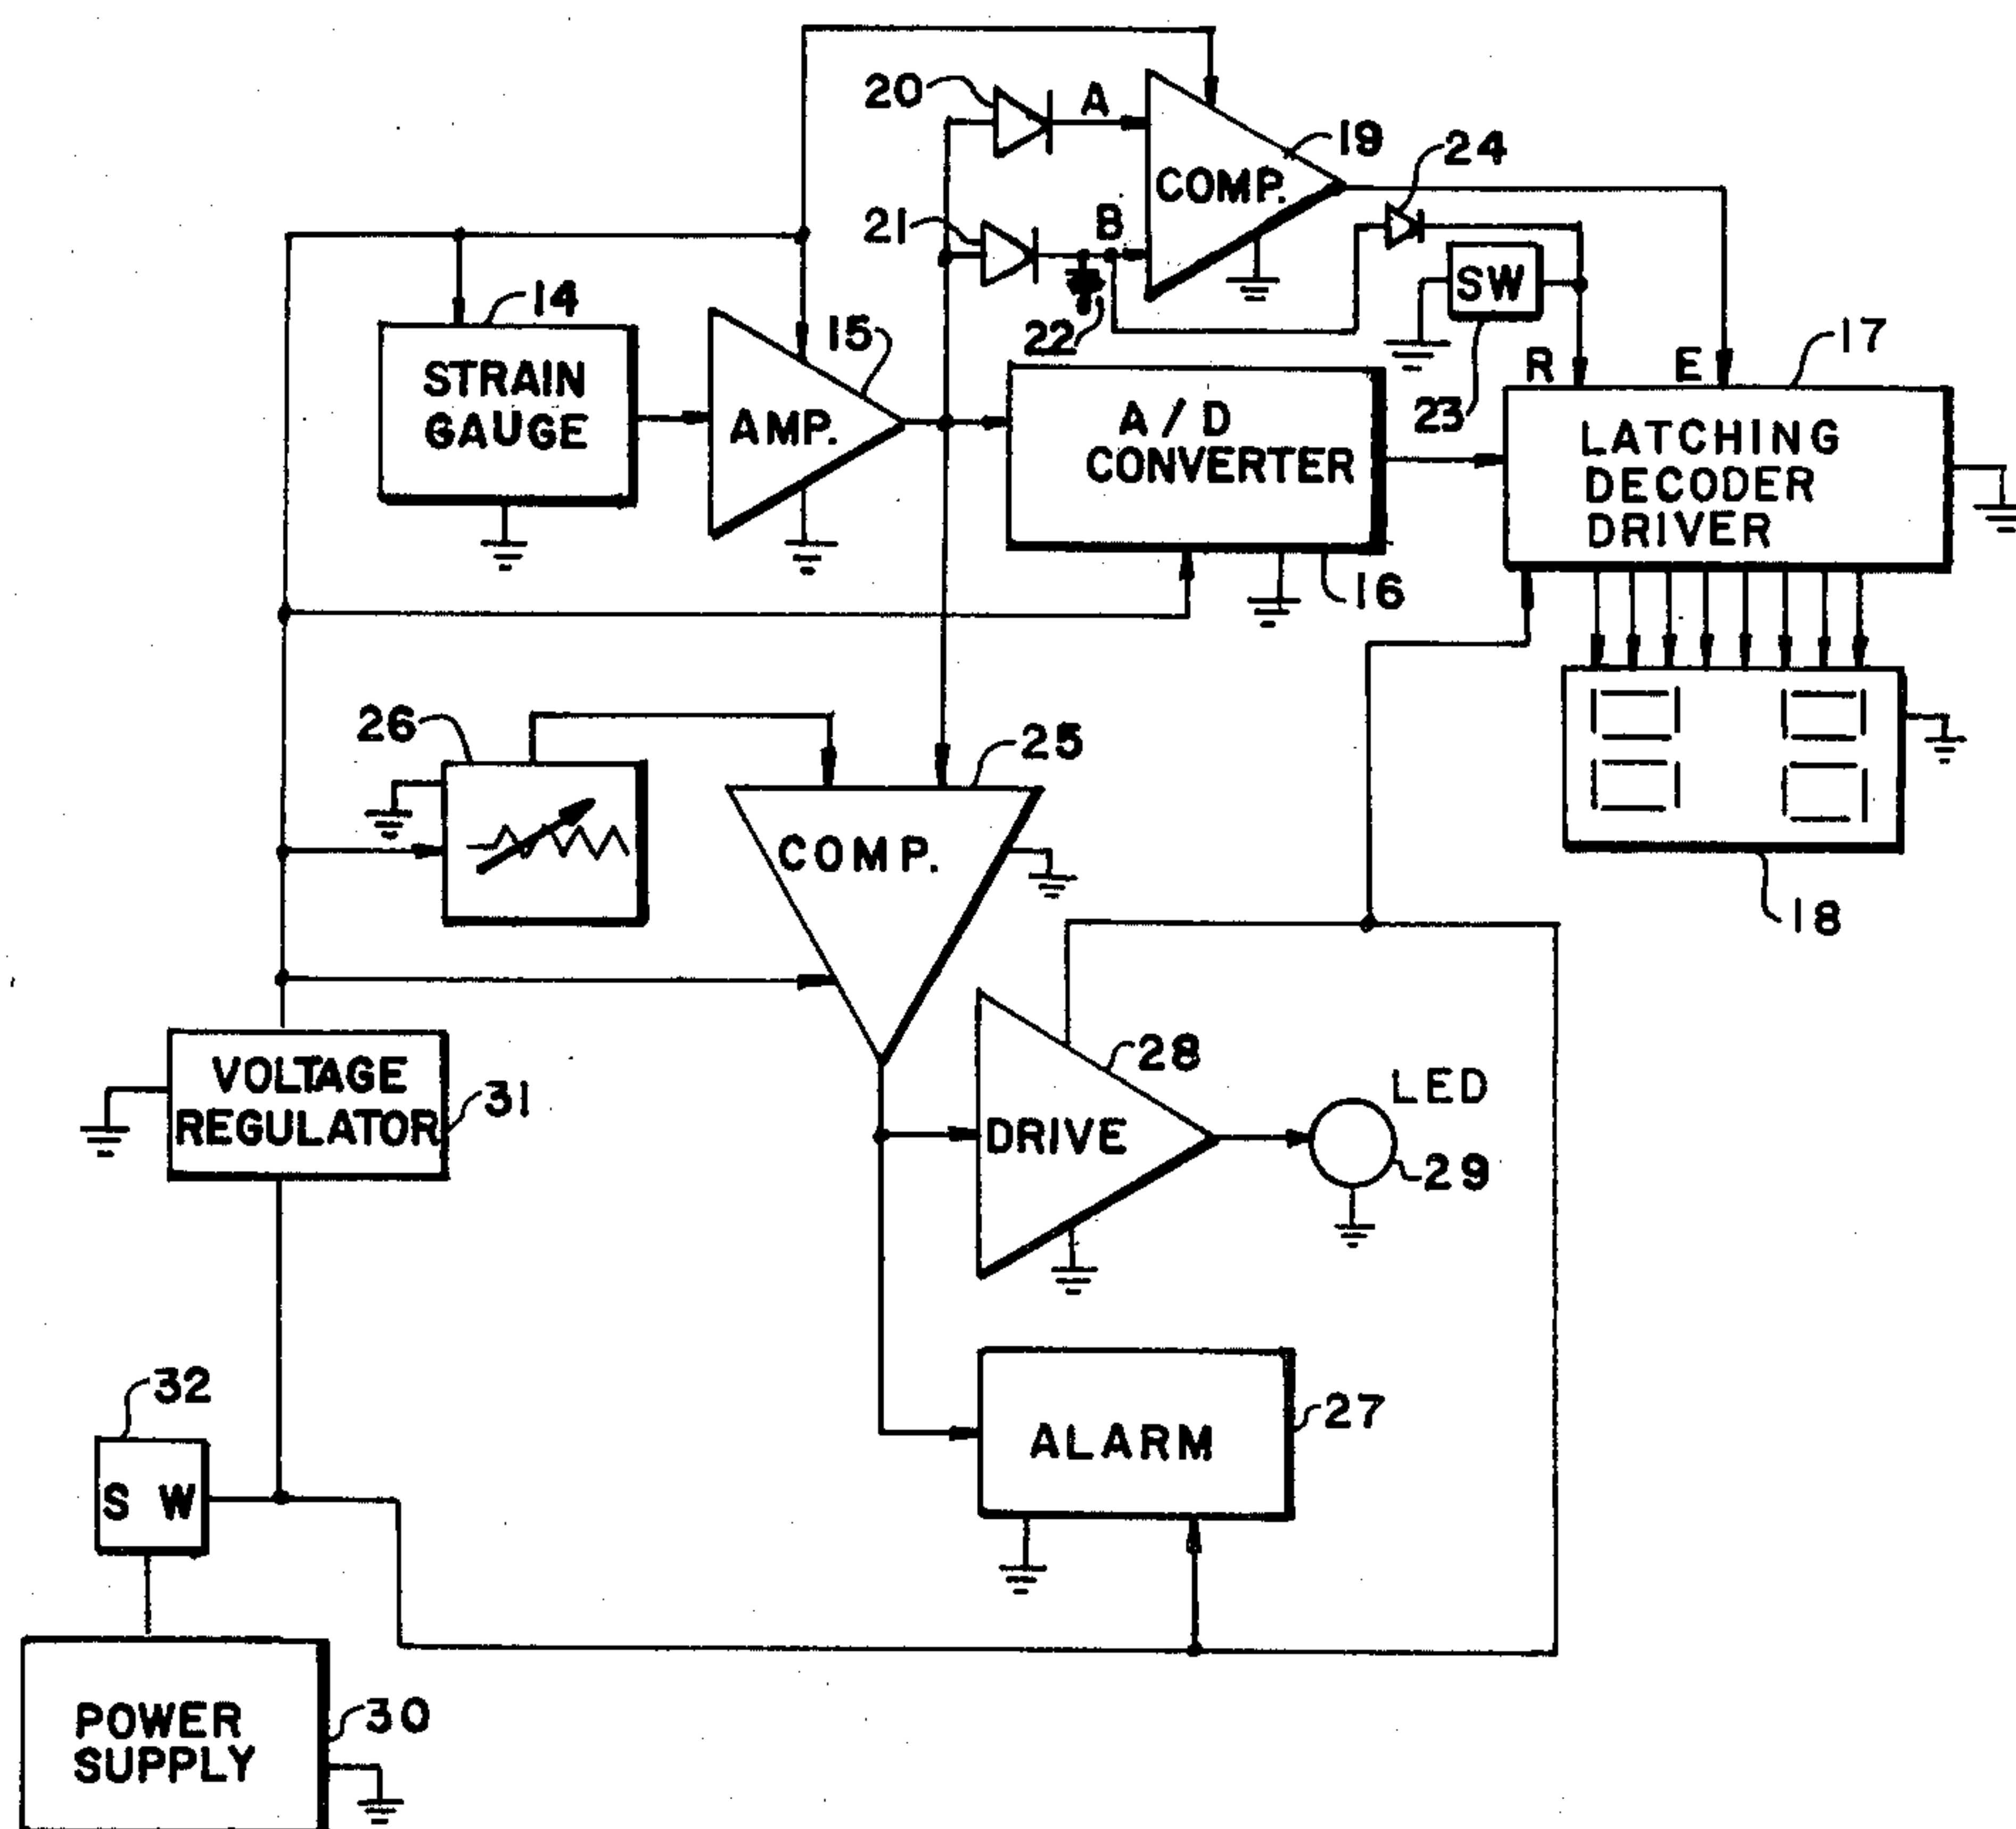 20
A
19
24
COMP.
21
B
SW
14
22
15
R
E
17
STRAIN
GAUGE
AMP.
A/D
CONVERTER
23
LATCHING
DECODER
DRIVER
16
26
25
COMP.
18
28
VOLTAGE
REGULATOR
31
LED
DRIVE
29
32
SW
27
ALARM
30
POWER
SUPPLY